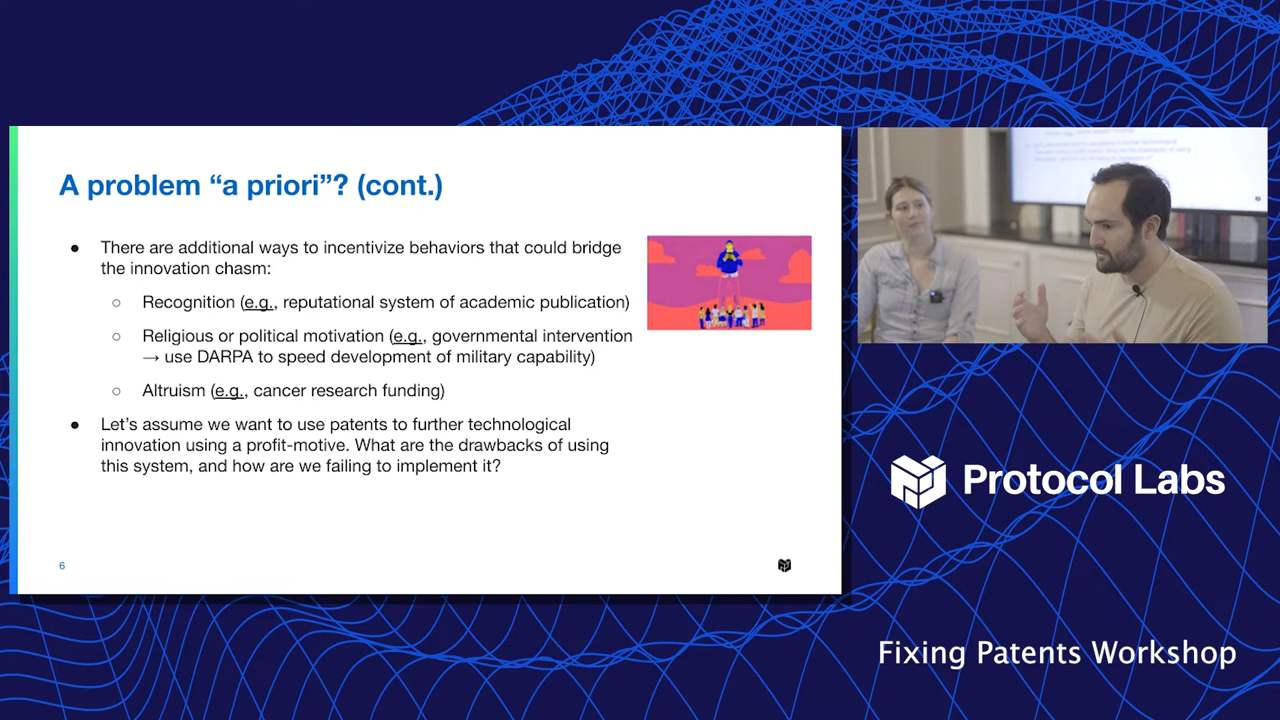 A problem “a priori”? (cont.)
● There are additional ways to incentivize behaviors that could bridge
the innovation chasm:
○ Recognition (e.g., reputational system of academic publication)
○ Religious or political motivation (e.g., governmental intervention
→ use DARPA to speed development of military capability)
○ Altruism (e.g., cancer research funding)
● Let’s assume we want to use patents to further technological
innovation using a profit-motive. What are the drawbacks of using
this system, and how are we failing to implement it?
6
Protocol Labs
Fixing Patents Workshop